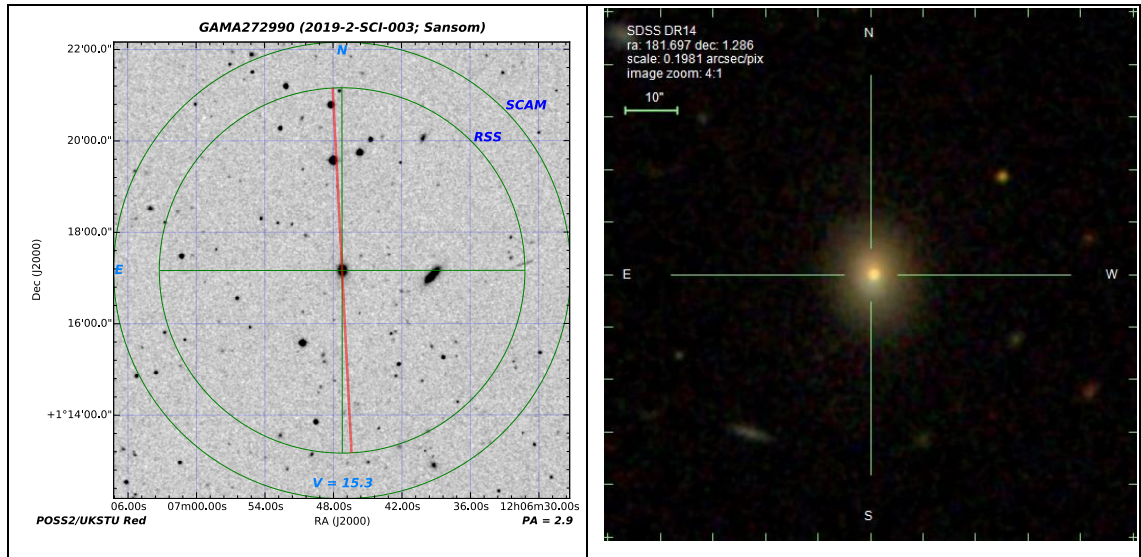 GAMA272990 (2019-2-SCI-003; Sansom)
22'00.0"
N
SCAM
20'00.0"
RSS
18'00.0"
Dec (J2000)
E
16'00.0"
+1°14'00.0"
V = 15.3
06.00s 07m00.00s 54.00s 48.00s 42.00s 36.00s 12h06m30.00s
POSS2/UKSTU Red RA (J2000) PA = 2.9
SDSS DR14
ra: 181.697 dec: 1.286
scale: 0.1981 arcsec/pix
image zoom: 4:1
10"
N
E
W
S